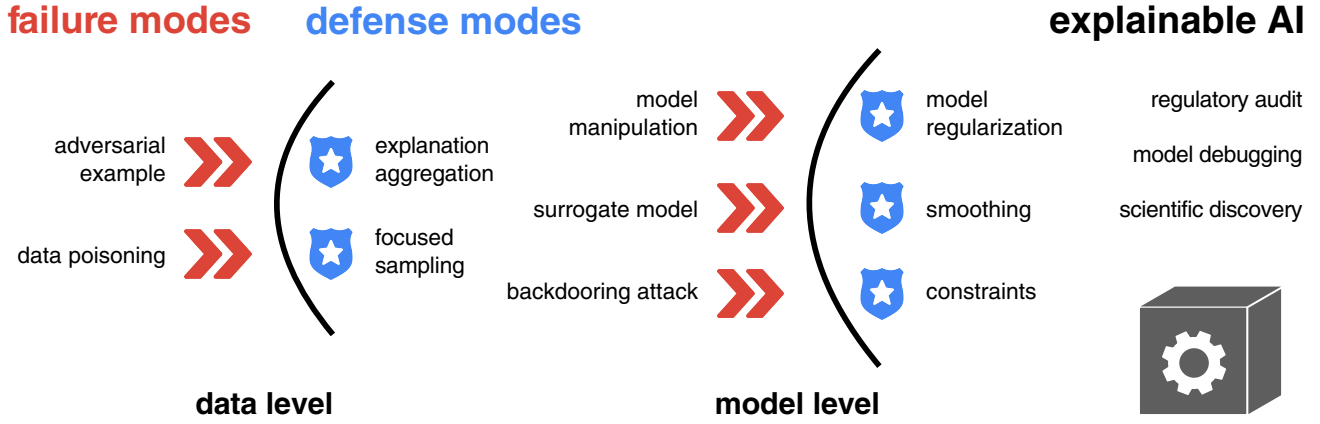 failure modes
defense modes
explainable AI
adversarial
example
data poisoning
explanation
aggregation
focused
sampling
data level
model
manipulation
surrogate model
backdooring attack
model
regularization
smoothing
constraints
model level
regulatory audit
model debugging
scientific discovery